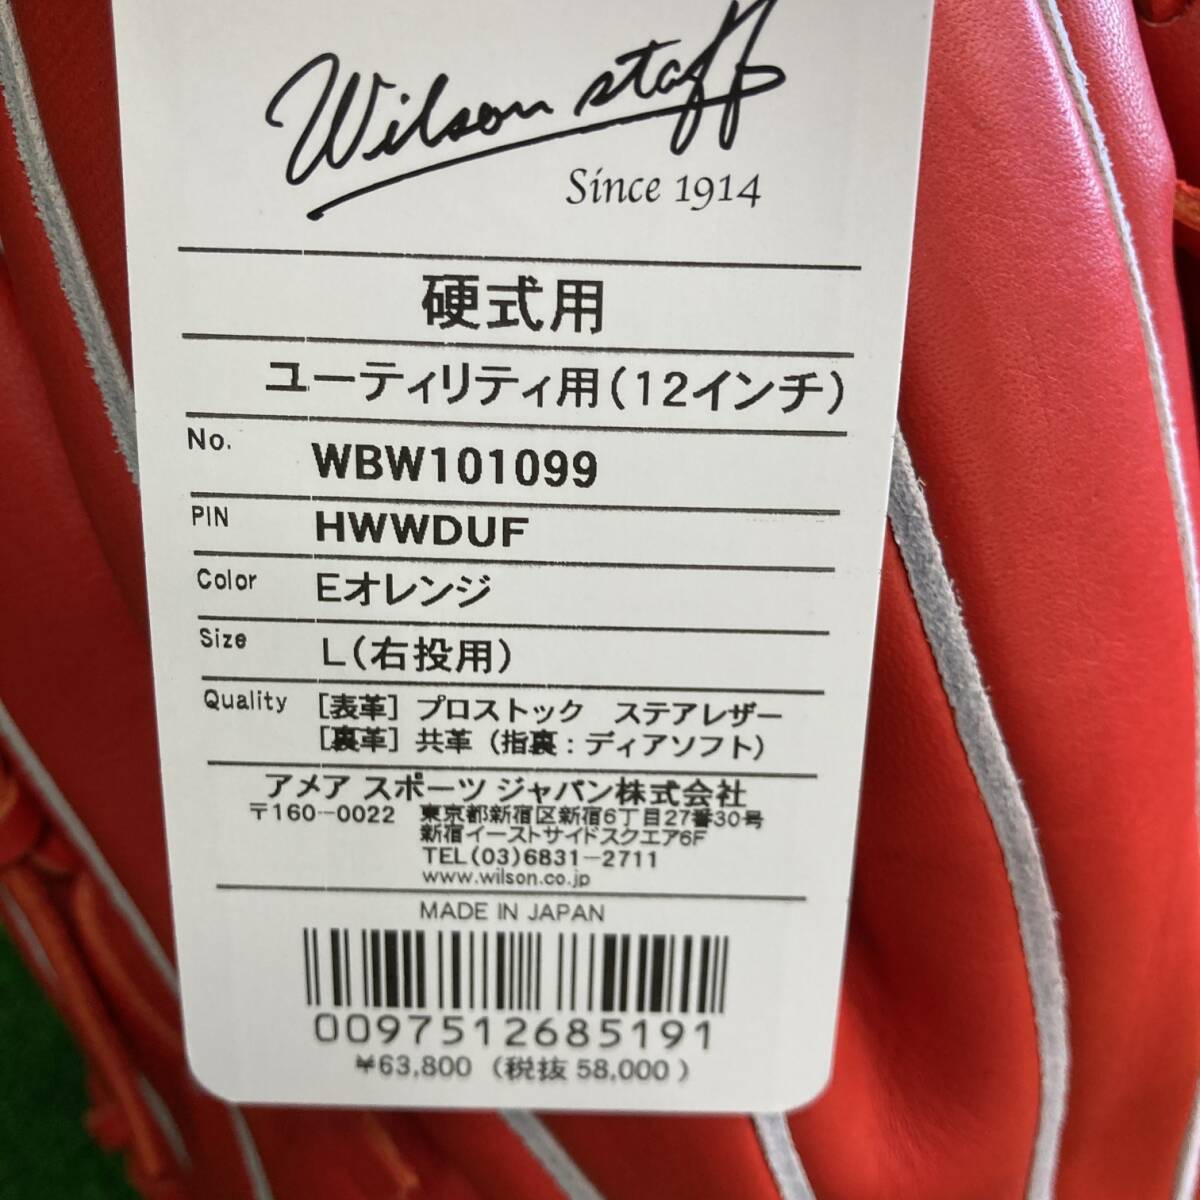 Wilson staff
Since 1914
硬式用
ユーティリティ用(12インチ)
No. WBW101099
PIN HWWDUF
Color Eオレンジ
Size L(右投用)
Quality [表革] プロストック ステアレザー
[裏革] 共革 (指裏:ディアソフト)
アメア スポーツ ジャパン株式会社
〒160-0022 東京都新宿区新宿6丁目27番30号
新宿イーストサイドスクエア6F
TEL(03)6831-2711
www.wilson.co.jp
MADE IN JAPAN
0097512685191
¥63,800 (税抜 58,000)